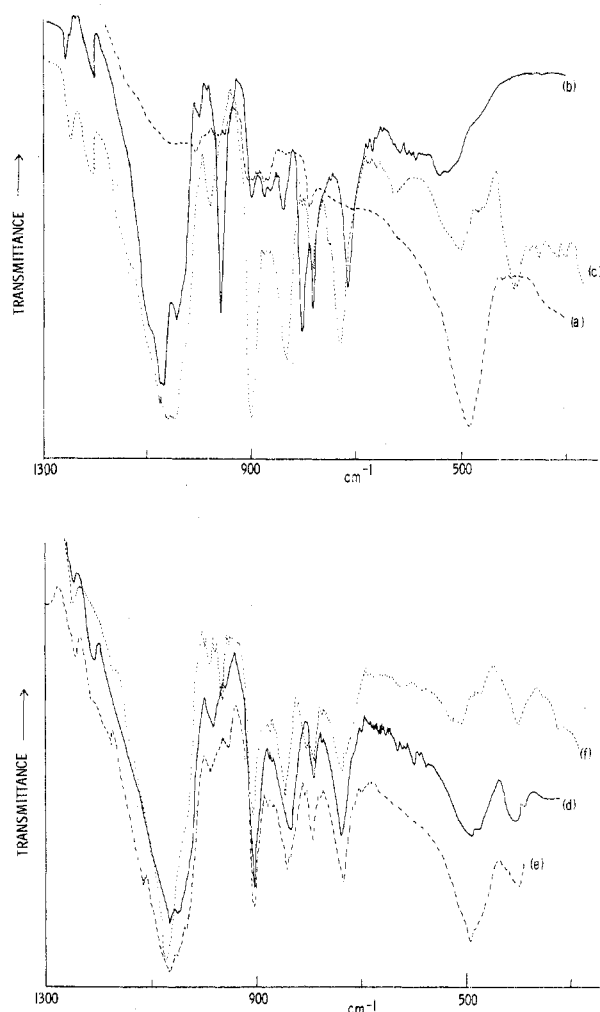 TRANSMITTANCE
(b)
(c)
(a)
1300
900
cm⁻¹
500
TRANSMITTANCE
(f)
(d)
(e)
1300
900
cm⁻¹
500